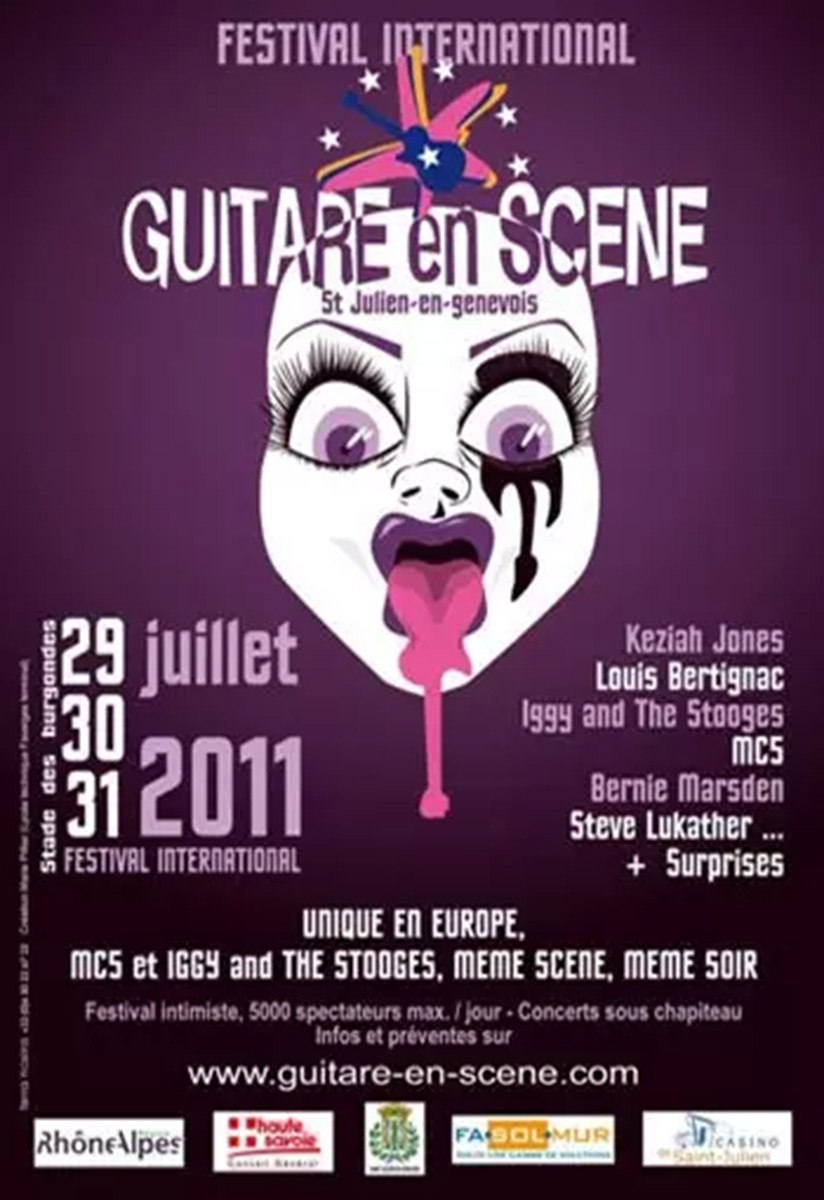 FESTIVAL INTERNATIONAL
GUITARE en SCENE
St Julien-en-genevois
Stade des burgondes
29 juillet
30
31 2011
FESTIVAL INTERNATIONAL
Keziah Jones
Louis Bertignac
Iggy and The Stooges
MC5
Bernie Marsden
Steve Lukather ...
+ Surprises
UNIQUE EN EUROPE,
MC5 et IGGY and THE STOOGES, MEME SCENE, MEME SOIR
Festival intimiste, 5000 spectateurs max. / jour - Concerts sous chapiteau
Infos et préventes sur
www.guitare-en-scene.com
RhôneAlpes
haute
savoie
Conseil Général
FA SOL MUR
CASINO
de Saint-Julien